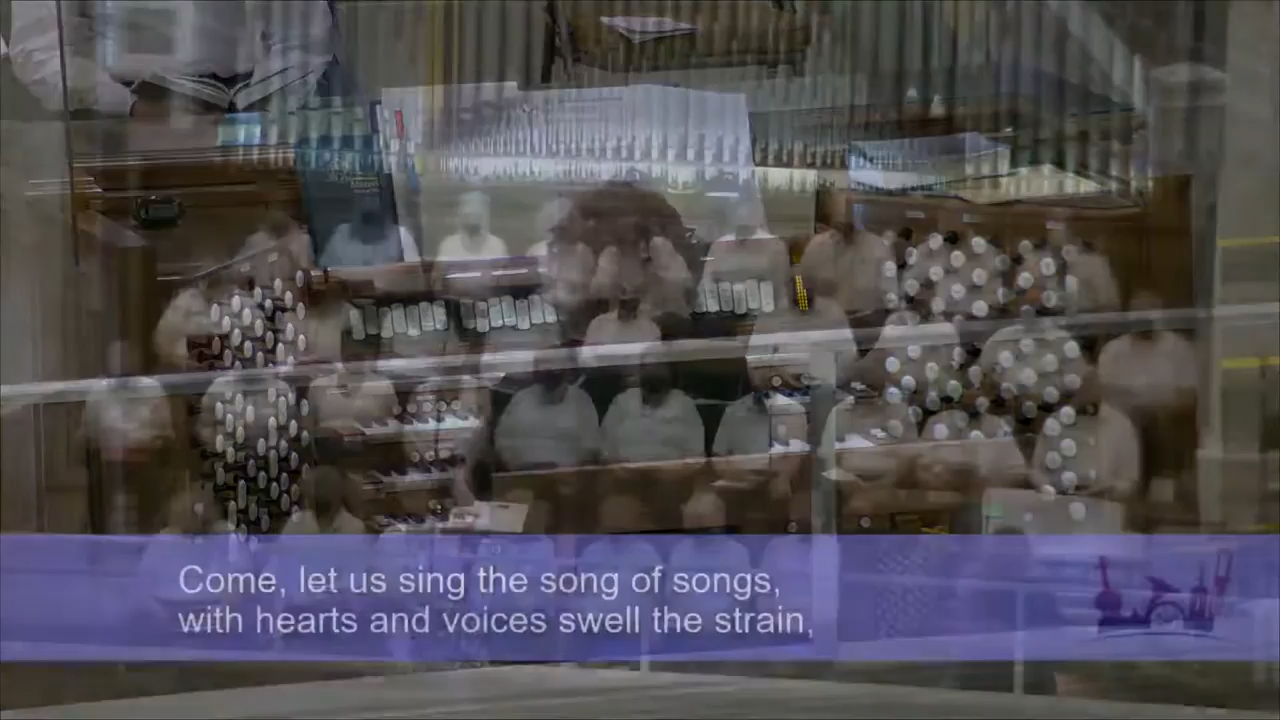 Come, let us sing the song of songs,
with hearts and voices swell the strain,